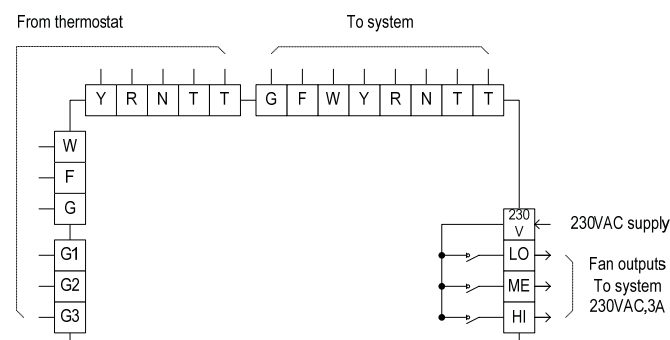 From thermostat
To system
Y R N T T G F W Y R N T T
W
F
G
G1
G2
G3
230
V
230VAC supply
LO
ME
HI
Fan outputs
To system
230VAC,3A